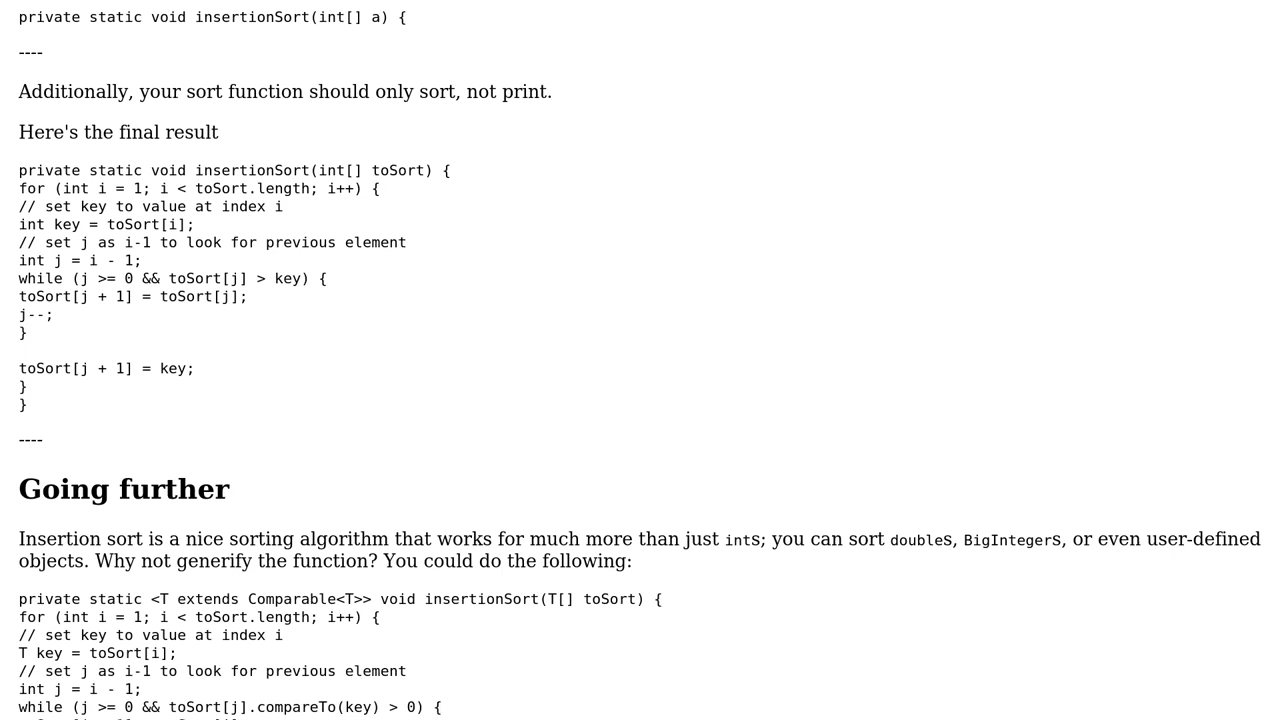 private static void insertionSort(int[] a) {
----
Additionally, your sort function should only sort, not print.
Here's the final result
private static void insertionSort(int[] toSort) {
for (int i = 1; i < toSort.length; i++) {
// set key to value at index i
int key = toSort[i];
// set j as i-1 to look for previous element
int j = i - 1;
while (j >= 0 && toSort[j] > key) {
toSort[j + 1] = toSort[j];
j--;
}
toSort[j + 1] = key;
}
}
----
Going further
Insertion sort is a nice sorting algorithm that works for much more than just ints; you can sort doubles, BigIntegers, or even user-defined
objects. Why not generify the function? You could do the following:
private static <T extends Comparable<T>> void insertionSort(T[] toSort) {
for (int i = 1; i < toSort.length; i++) {
// set key to value at index i
T key = toSort[i];
// set j as i-1 to look for previous element
int j = i - 1;
while (j >= 0 && toSort[j].compareTo(key) > 0) {